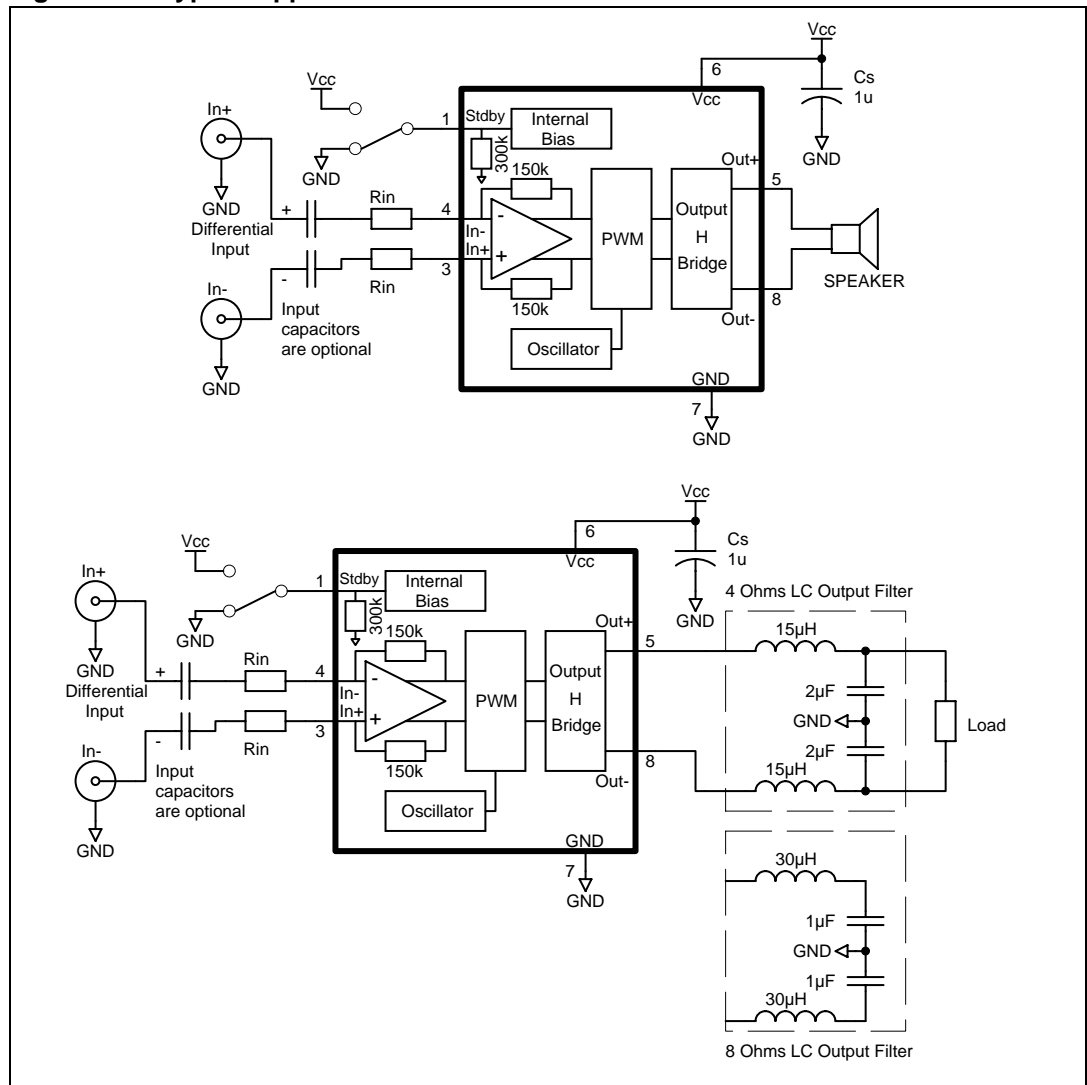 Vcc
6
Vcc
Cs
1u
GND
Vcc
In+
1
Stdby
Internal
Bias
300k
GND
GND
Differential
Input
+
Rin
4
150k
-
In-
In+
+
3
PWM
Output
H
Bridge
Out+
5
SPEAKER
8
Out-
In-
-
Rin
Input
capacitors
are optional
150k
Oscillator
GND
GND
7
GND
Vcc
6
Vcc
Cs
1u
GND
Vcc
In+
1
Stdby
Internal
Bias
300k
GND
GND
Differential
Input
+
Rin
4
150k
-
In-
In+
+
3
PWM
Output
H
Bridge
Out+
5
8
Out-
In-
-
Rin
Input
capacitors
are optional
150k
Oscillator
GND
GND
7
GND
4 Ohms LC Output Filter
15µH
2µF
GND
2µF
15µH
Load
30µH
1µF
GND
1µF
30µH
8 Ohms LC Output Filter